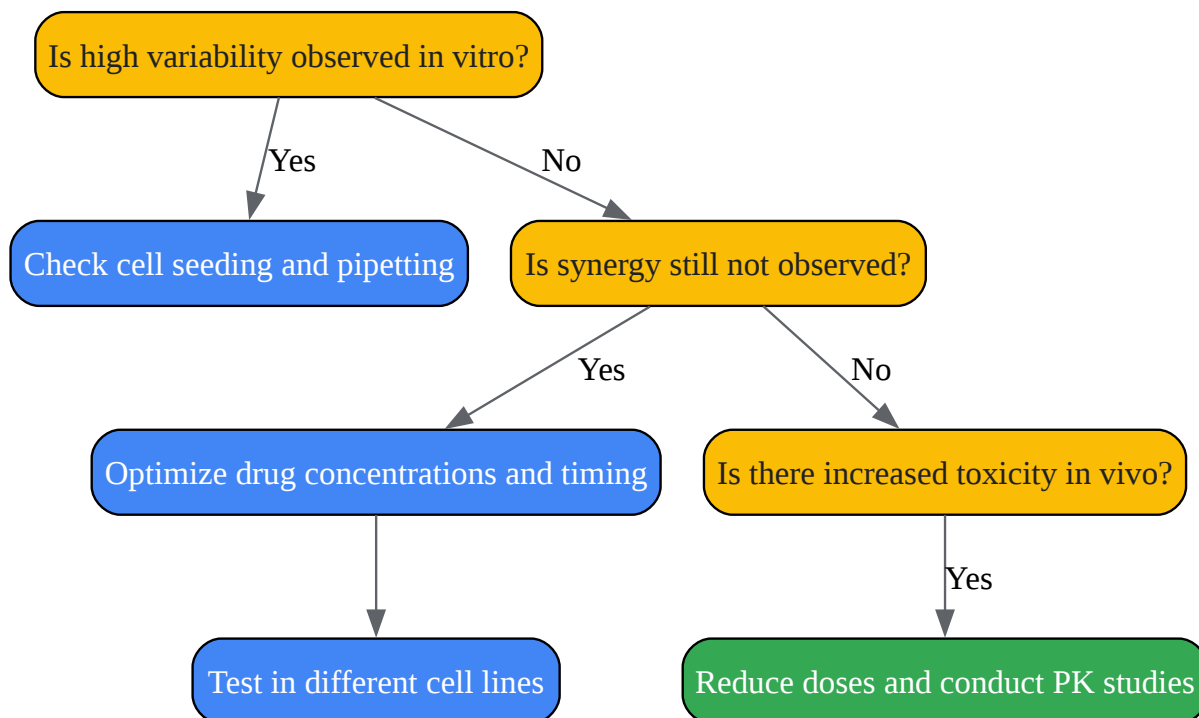 Is high variability observed in vitro?
Yes
No
Check cell seeding and pipetting
Is synergy still not observed?
Yes
No
Optimize drug concentrations and timing
Is there increased toxicity in vivo?
Yes
Test in different cell lines
Reduce doses and conduct PK studies